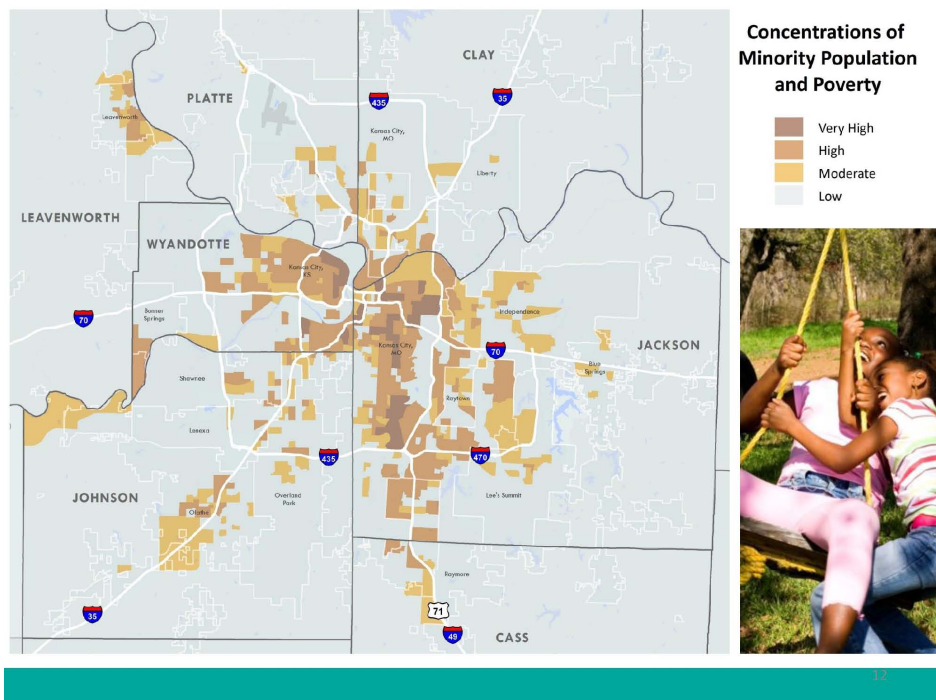 Concentrations of
Minority Population
and Poverty
Very High
High
Moderate
Low
CLAY
PLATTE
435
35
Kansas City,
MO
Leavenworth
Liberty
LEAVENWORTH
WYANDOTTE
Kansas City,
KS
70
Bonner
Springs
Independence
Kansas City,
MO
70
JACKSON
Blue
Springs
Shawnee
Raytown
Lenexa
435
470
JOHNSON
Overland
Park
Lee's Summit
Olathe
Raymore
35
71
49
CASS
12